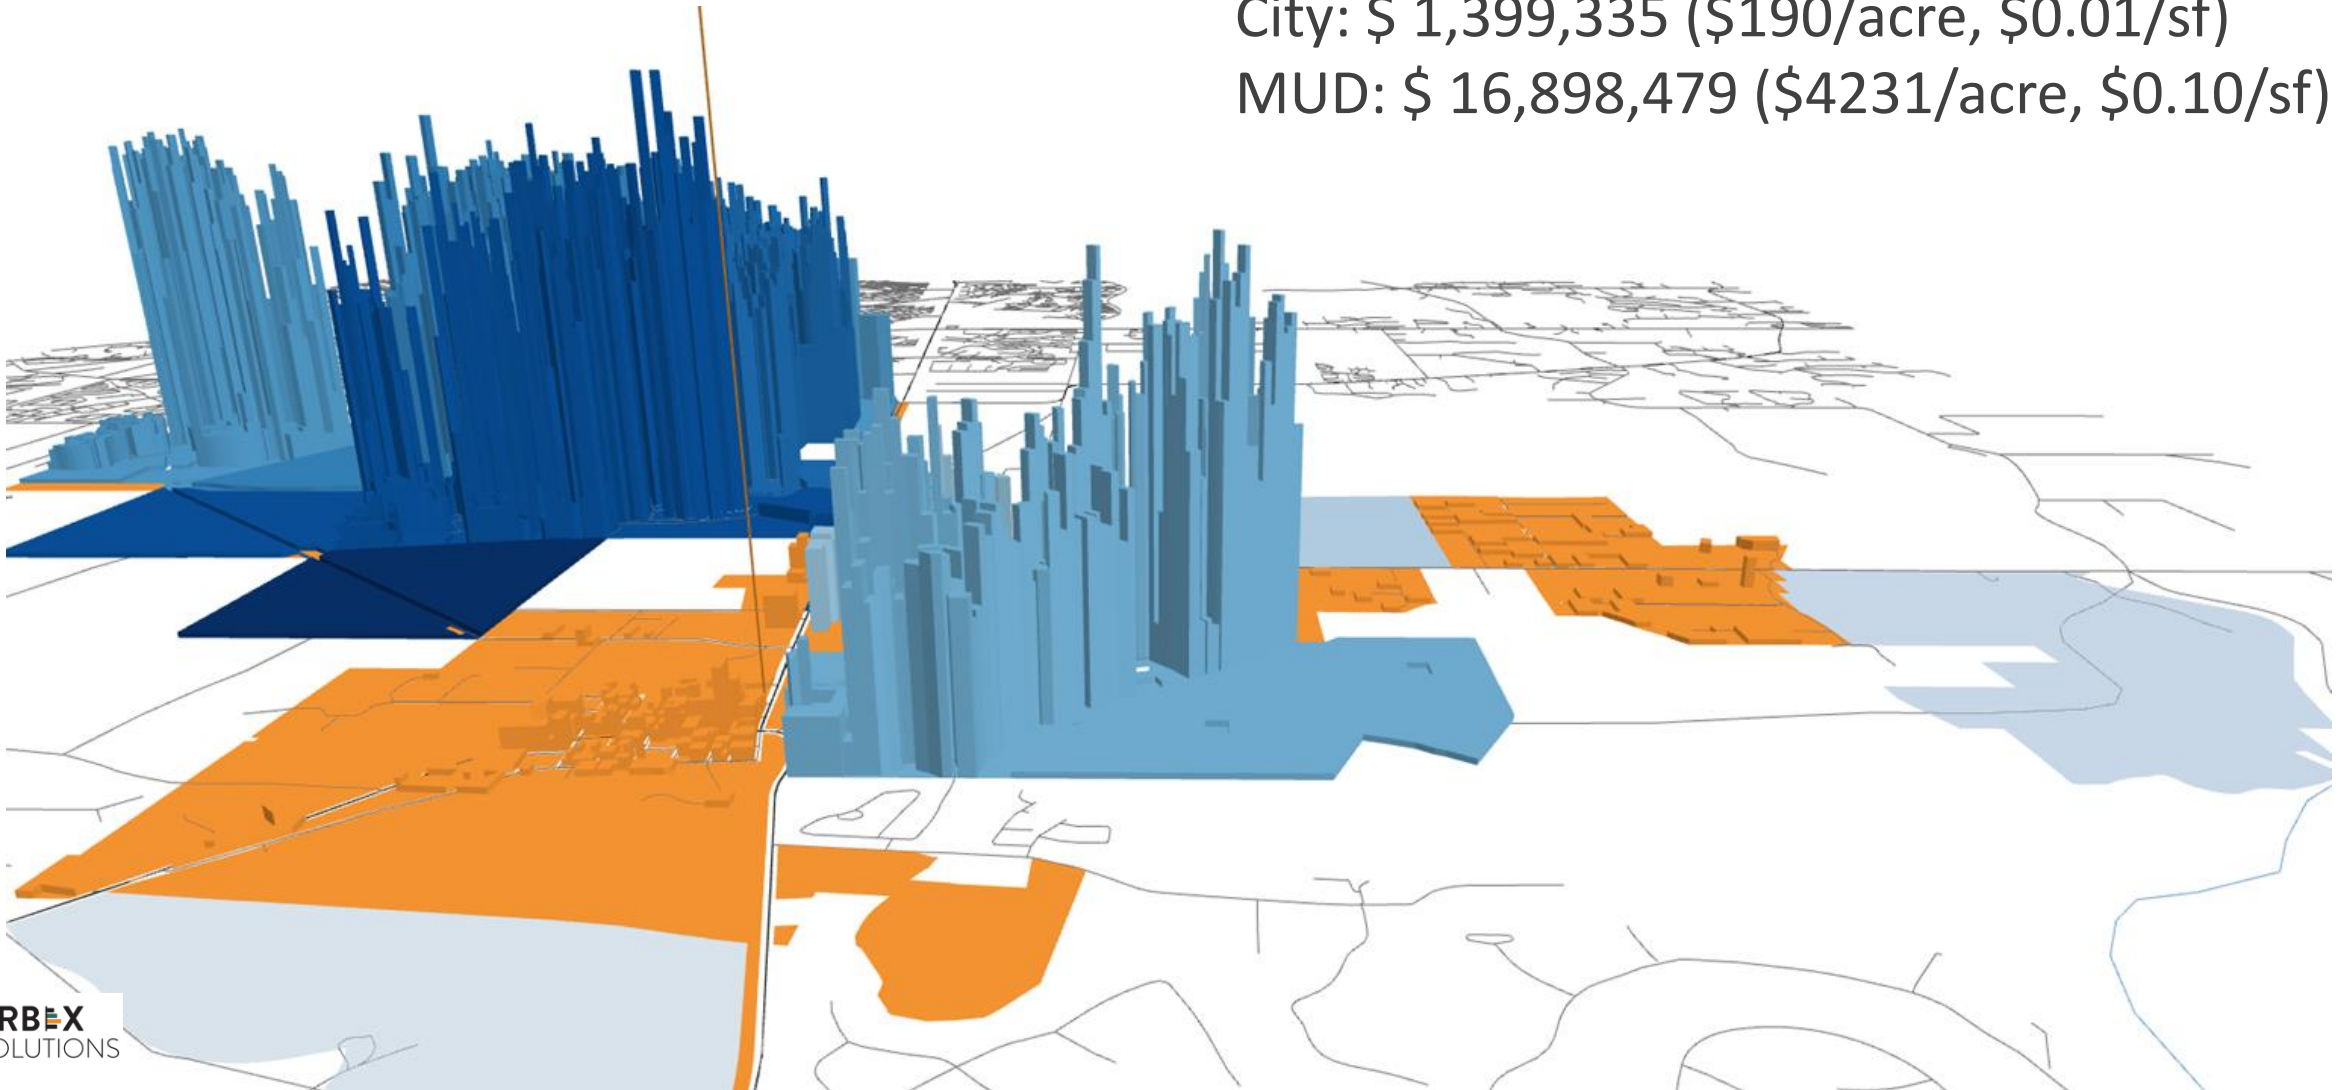 City: $ 1,399,335 ($190/acre, $0.01/sf)
MUD: $ 16,898,479 ($4231/acre, $0.10/sf)
RBEX
OLUTIONS